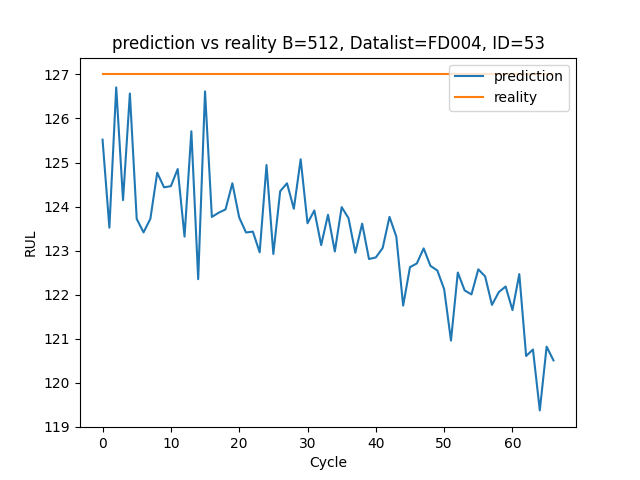 prediction vs reality B=512, Datalist=FD004, ID=53
127
126
125
124
123
122
121
120
119
RUL
prediction
reality
0 10 20 30 40 50 60
Cycle